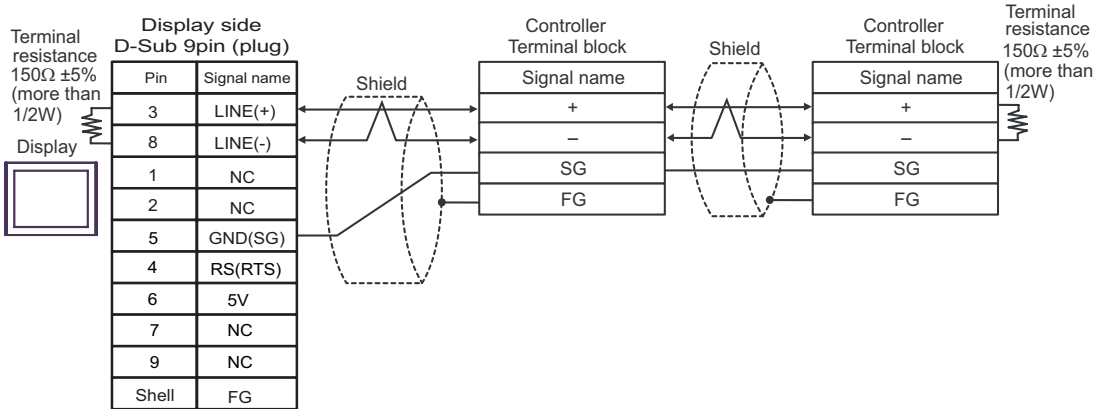 Terminal
resistance
150Ω ±5%
(more than
1/2W)
Display
Display side
D-Sub 9pin (plug)
Pin Signal name
3 LINE(+)
8 LINE(-)
1 NC
2 NC
5 GND(SG)
4 RS(RTS)
6 5V
7 NC
9 NC
Shell FG
Shield
Controller
Terminal block
Signal name
+
–
SG
FG
Shield
Controller
Terminal block
Signal name
+
–
SG
FG
Terminal
resistance
150Ω ±5%
(more than
1/2W)